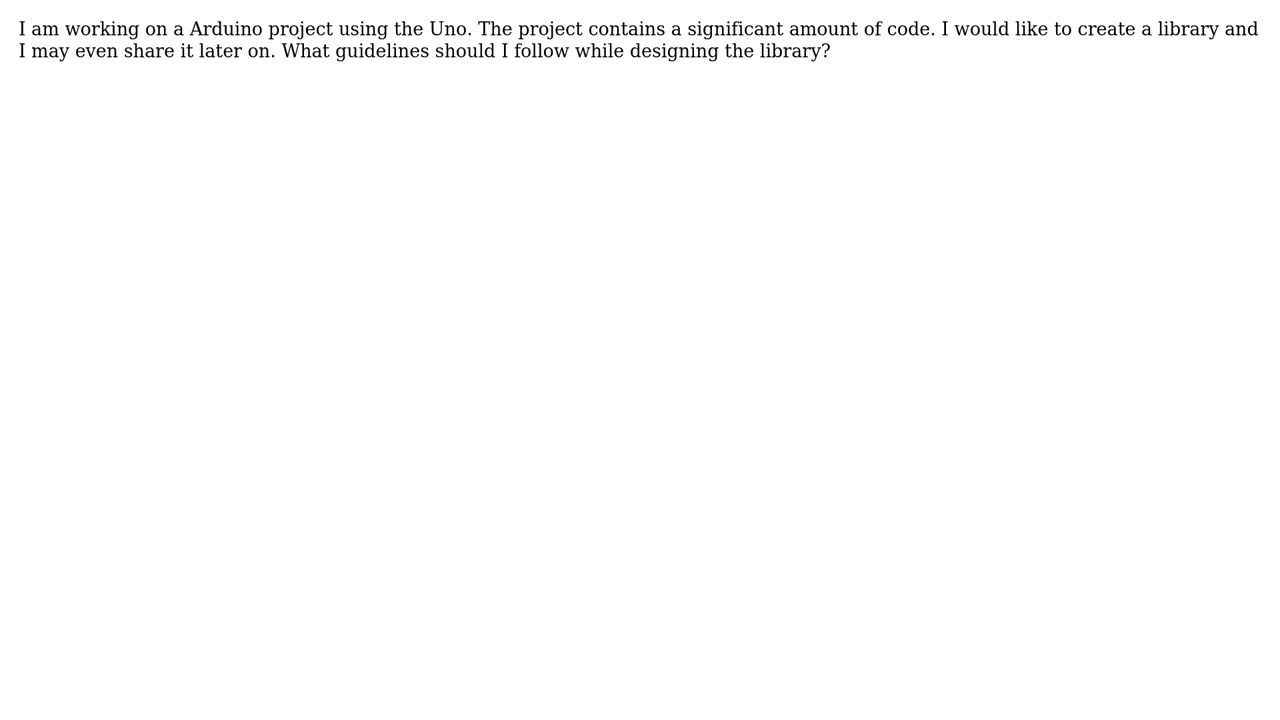 I am working on a Arduino project using the Uno. The project contains a significant amount of code. I would like to create a library and
I may even share it later on. What guidelines should I follow while designing the library?